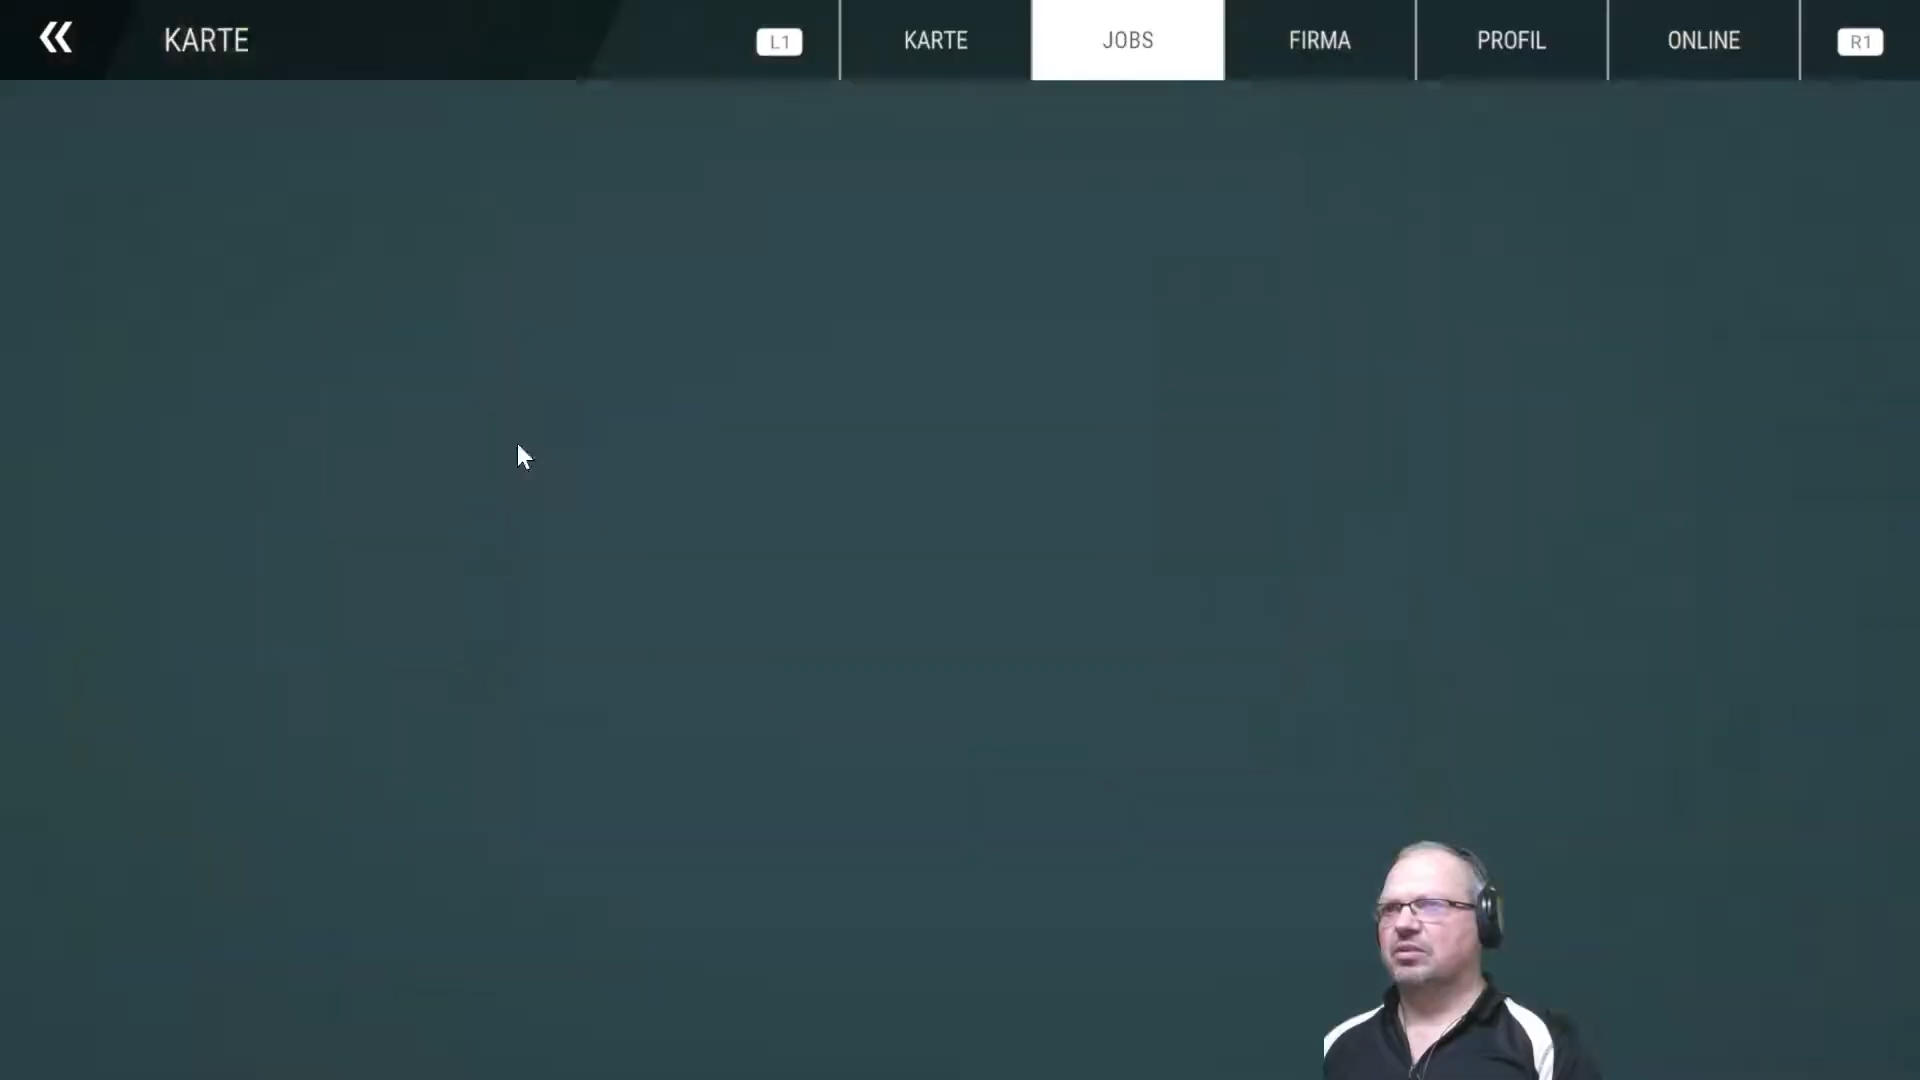 KARTE
L1
KARTE
JOBS
FIRMA
PROFIL
ONLINE
R1